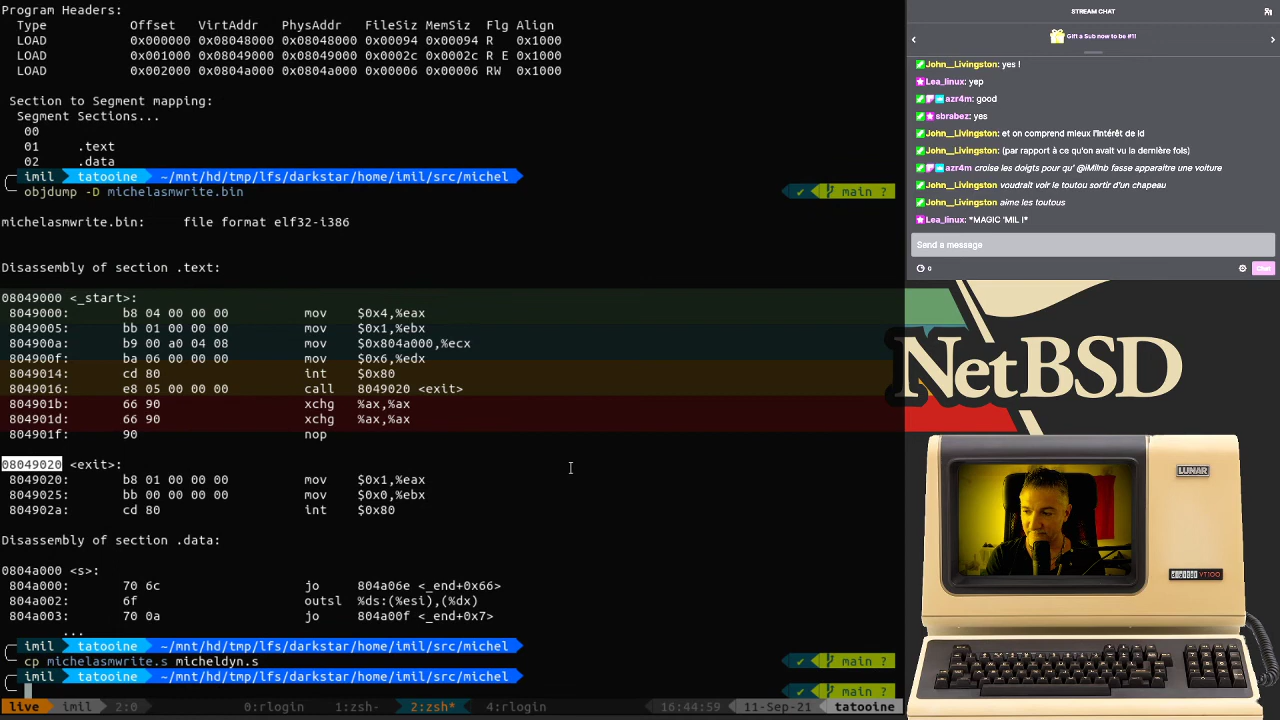 Program Headers:
Type Offset VirtAddr PhysAddr FileSiz MemSiz Flg Align
LOAD 0x000000 0x08048000 0x08048000 0x00094 0x00094 R 0x1000
LOAD 0x001000 0x08049000 0x08049000 0x0002c 0x0002c R E 0x1000
LOAD 0x002000 0x0804a000 0x0804a000 0x00006 0x00006 RW 0x1000
Section to Segment mapping:
Segment Sections...
00
01 .text
02 .data
imil tatooine ~/mnt/hd/tmp/lfs/darkstar/home/imil/src/michel
objdump -D michelasmwrite.bin ✔ main ?
michelasmwrite.bin: file format elf32-i386
Disassembly of section .text:
08049000 <_start>:
8049000: b8 04 00 00 00 mov $0x4,%eax
8049005: bb 01 00 00 00 mov $0x1,%ebx
804900a: b9 00 a0 04 08 mov $0x804a000,%ecx
804900f: ba 06 00 00 00 mov $0x6,%edx
8049014: cd 80 int $0x80
8049016: e8 05 00 00 00 call 8049020 <exit>
804901b: 66 90 xchg %ax,%ax
804901d: 66 90 xchg %ax,%ax
804901f: 90 nop
08049020 <exit>:
8049020: b8 01 00 00 00 mov $0x1,%eax
8049025: bb 00 00 00 00 mov $0x0,%ebx
804902a: cd 80 int $0x80
Disassembly of section .data:
0804a000 <s>:
804a000: 70 6c jo 804a06e <_end+0x66>
804a002: 6f outsl %ds:(%esi),(%dx)
804a003: 70 0a jo 804a00f <_end+0x7>
...
imil tatooine ~/mnt/hd/tmp/lfs/darkstar/home/imil/src/michel
cp michelasmwrite.s micheldyn.s ✔ main ?
imil tatooine ~/mnt/hd/tmp/lfs/darkstar/home/imil/src/michel
✔ main ?
live imil 2:0 0:rlogin 1:zsh- 2:zsh* 4:rlogin 16:44:59 11-Sep-21 tatooine
STREAM CHAT
Gift a Sub now to be #1!
John__Livingston: yes !
Lea_linux: yep
azr4m: good
sbrabez: yes
John__Livingston: et on comprend mieux l'intérêt de ld
John__Livingston: (par rapport à ce qu'on avait vu la dernière fois)
azr4m croise les doigts pour qu' @iMilnb fasse apparaitre une voiture
John__Livingston voudrait voir le toutou sortir d'un chapeau
John__Livingston aime les toutous
Lea_linux: *MAGIC 'MIL !*
Send a message
0
Chat
NetBSD
LUNAR
digital VT100